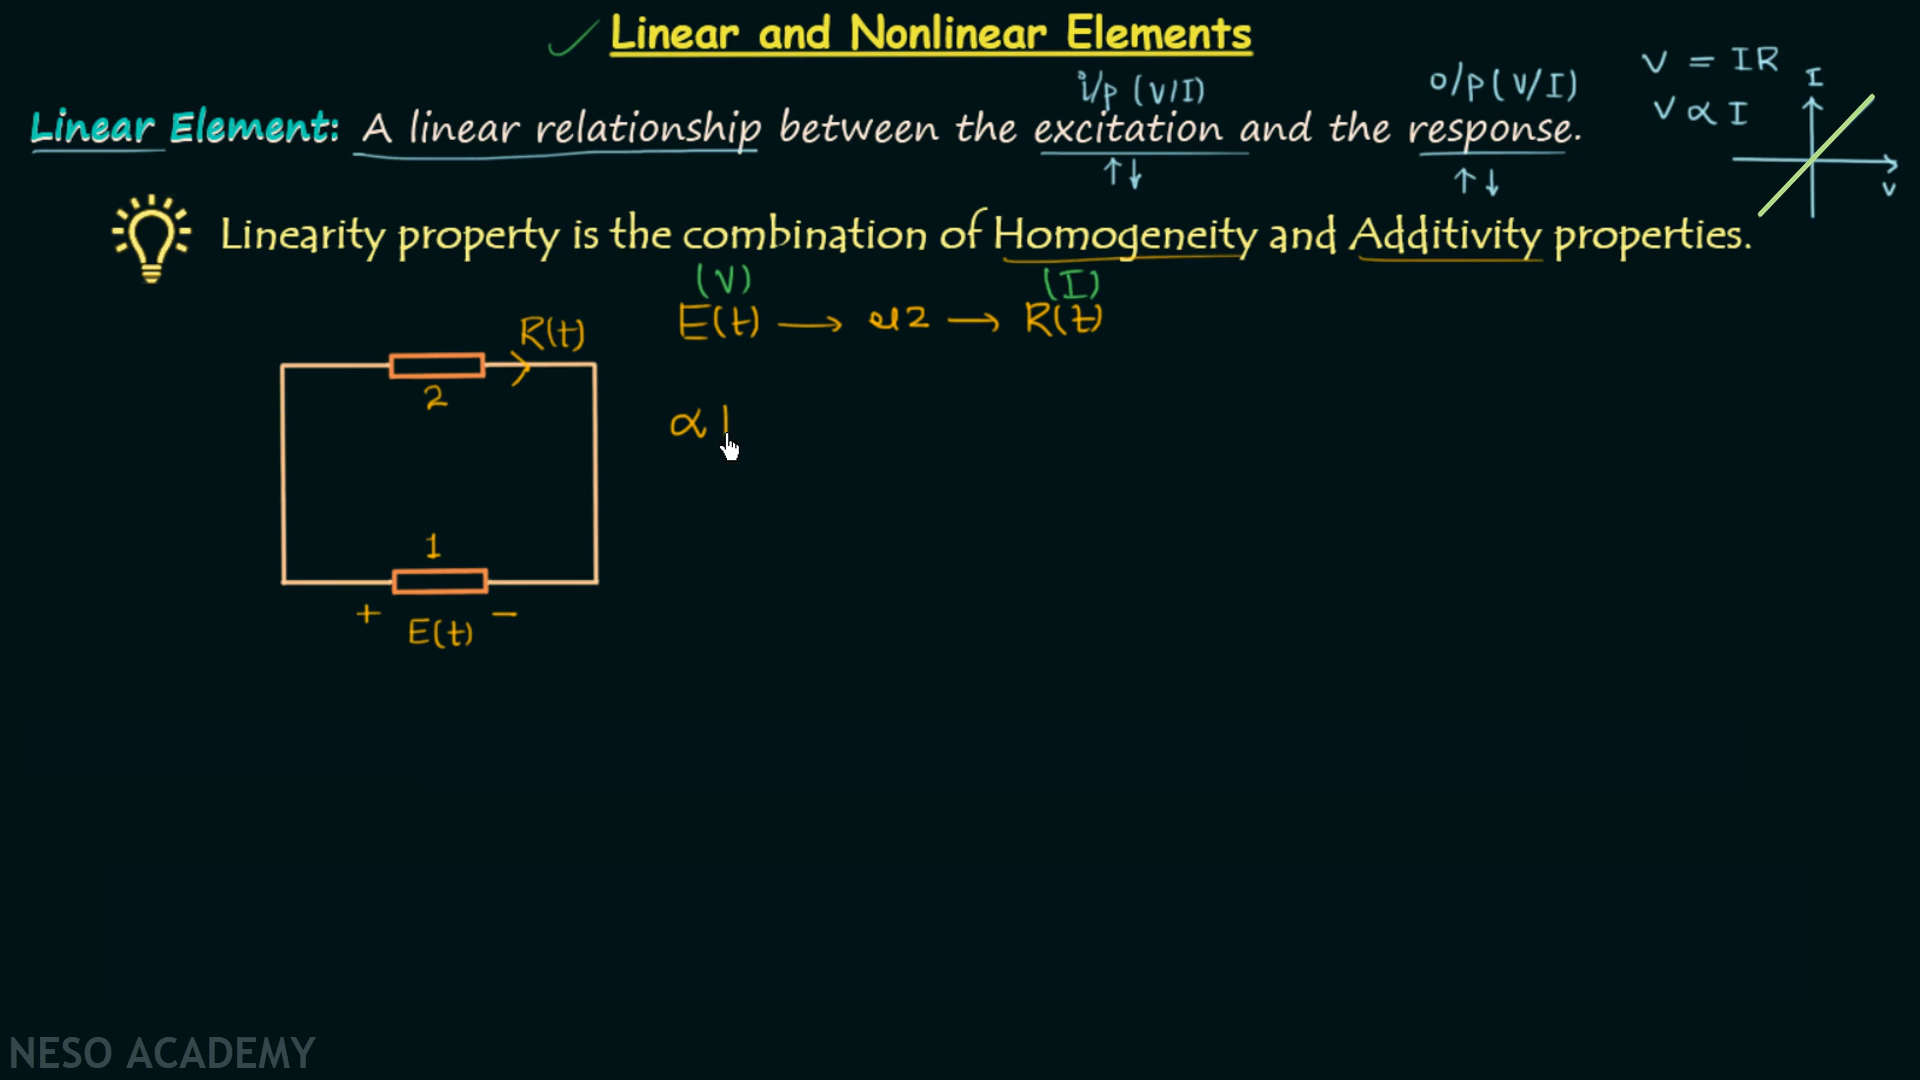 Linear and Nonlinear Elements
i/p (V/I)
o/p (V/I)
V = IR
V ∝ I
I
V
Linear Element: A linear relationship between the excitation and the response.
↑↓
↑↓
Linearity property is the combination of Homogeneity and Additivity properties.
(V)
(I)
E(t) → el 2 → R(t)
R(t)
2
α
1
+ E(t) −
NESO ACADEMY